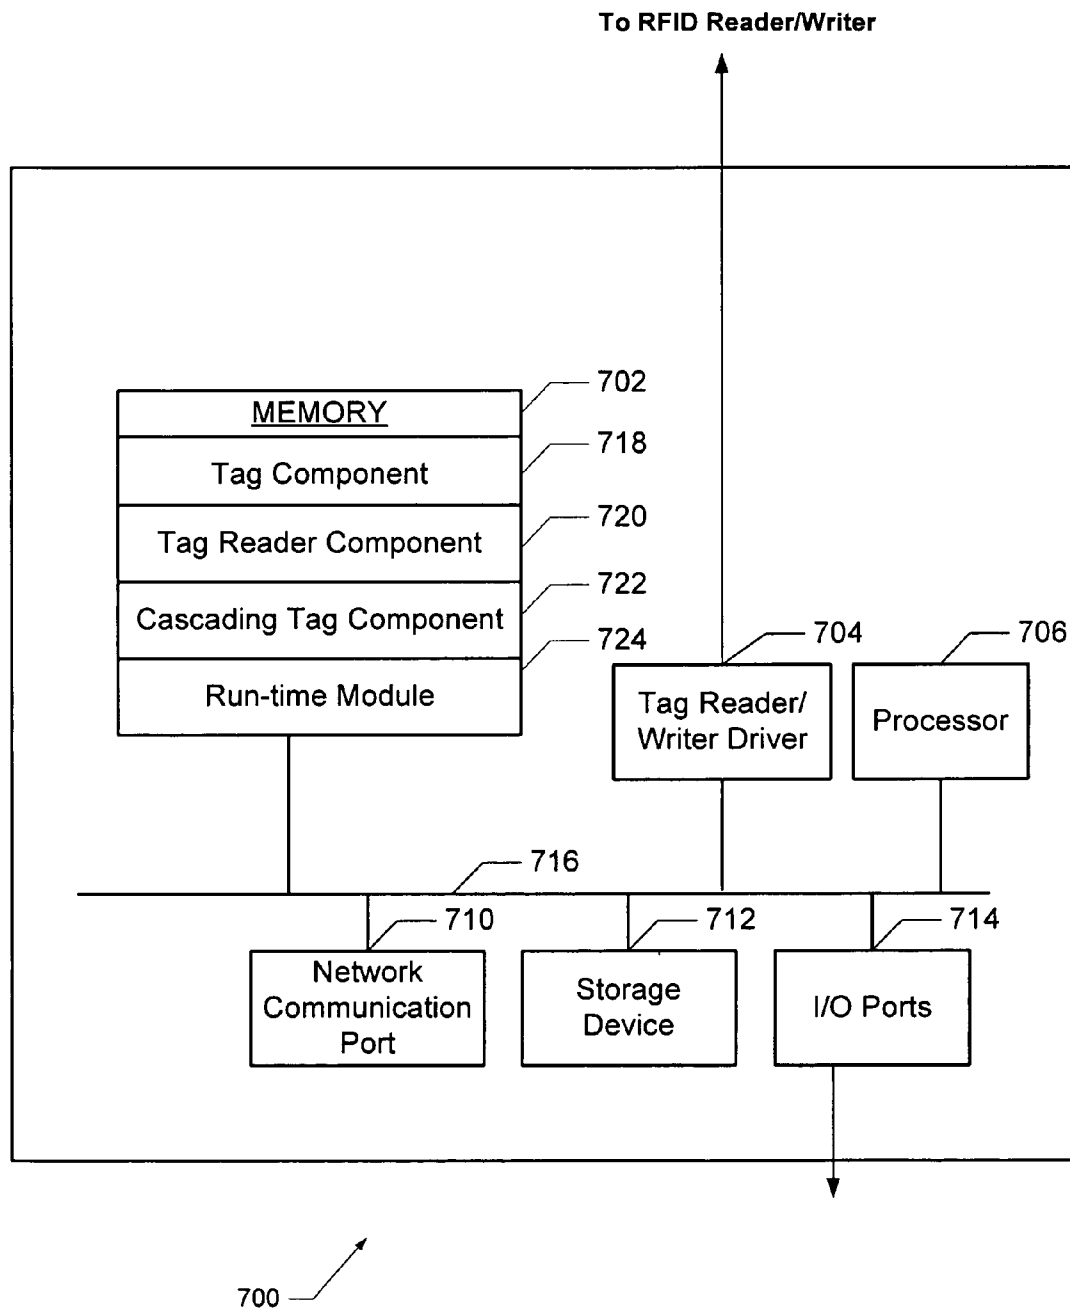 To RFID Reader/Writer
702
MEMORY
718
Tag Component
720
Tag Reader Component
722
Cascading Tag Component
724
Run-time Module
704
706
Tag Reader/
Writer Driver
Processor
716
710
712
714
Network
Communication
Port
Storage
Device
I/O Ports
700